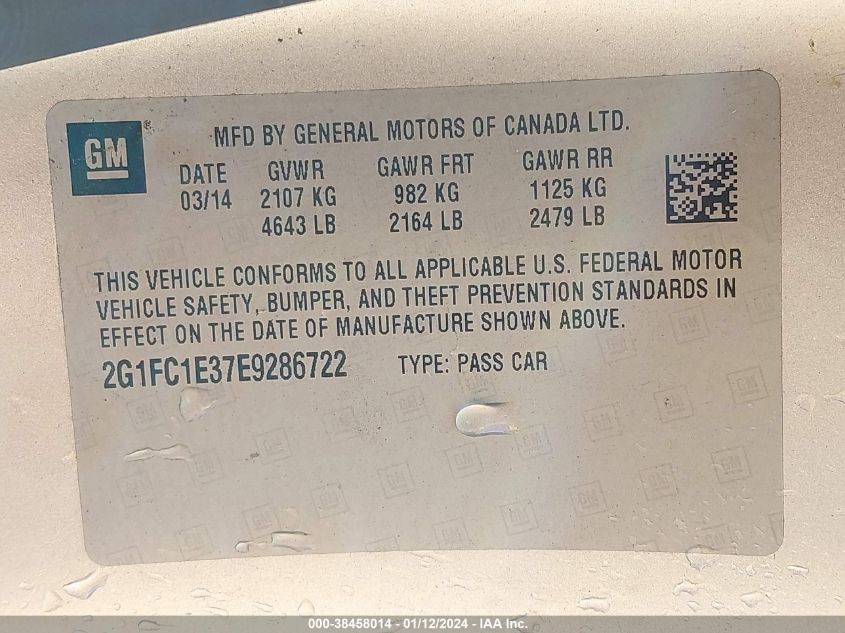 GM
MFD BY GENERAL MOTORS OF CANADA LTD.
DATE GVWR GAWR FRT GAWR RR
03/14 2107 KG 982 KG 1125 KG
4643 LB 2164 LB 2479 LB
THIS VEHICLE CONFORMS TO ALL APPLICABLE U.S. FEDERAL MOTOR
VEHICLE SAFETY, BUMPER, AND THEFT PREVENTION STANDARDS IN
EFFECT ON THE DATE OF MANUFACTURE SHOWN ABOVE.
2G1FC1E37E9286722 TYPE: PASS CAR
000-38458014 - 01/12/2024 - IAA Inc.